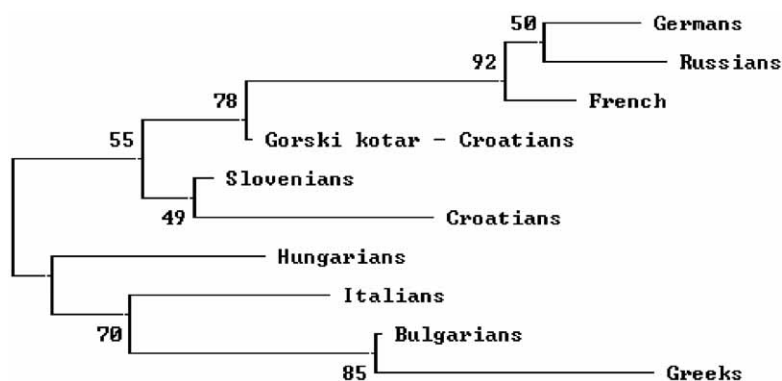 50 Germans
Russians
92
French
78
Gorski kotar - Croatians
55
Slovenians
49 Croatians
Hungarians
Italians
70 Bulgarians
85 Greeks